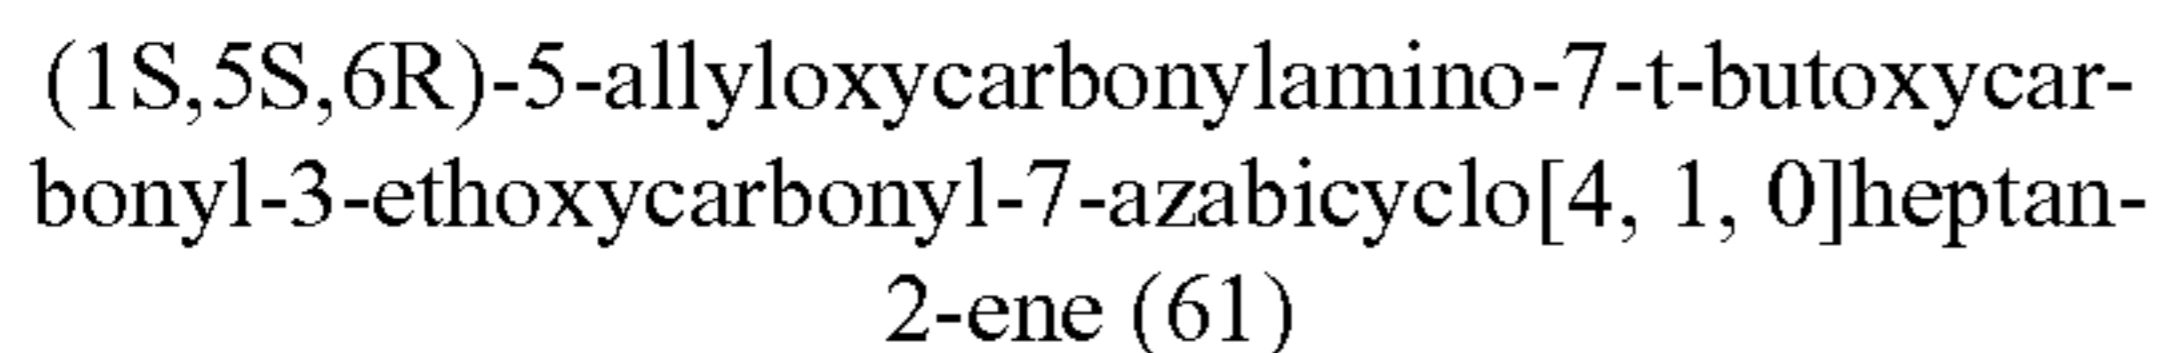 (1S,5S,6R)-5-allyloxycarbonylamino-7-t-butoxycar-
bonyl-3-ethoxycarbonyl-7-azabicyclo[4, 1, 0]heptan-
2-ene (61)